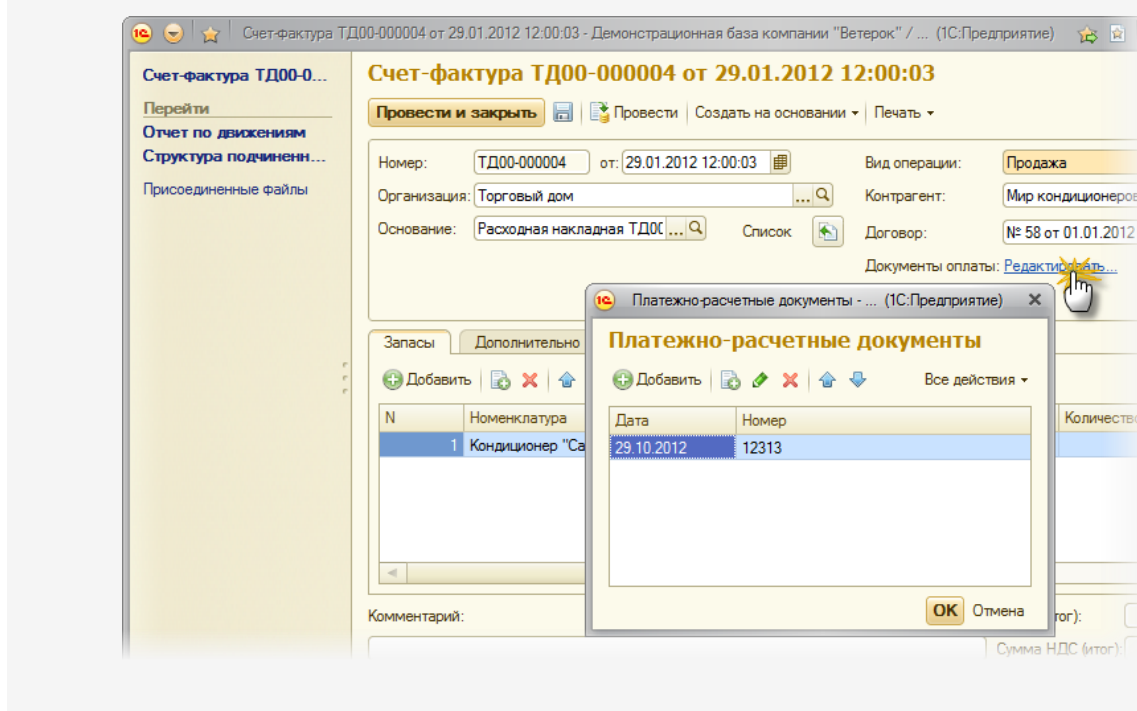 Счет-фактура ТД00-000004 от 29.01.2012 12:00:03 - Демонстрационная база компании "Ветерок" / ... (1С:Предприятие)
Счет-фактура ТД00-0...
Перейти
Отчет по движениям
Структура подчиненн...
Присоединенные файлы
Счет-фактура ТД00-000004 от 29.01.2012 12:00:03
Провести и закрыть Провести Создать на основании Печать
Номер: ТД00-000004 от: 29.01.2012 12:00:03 Вид операции: Продажа
Организация: Торговый дом ... Контрагент: Мир кондиционеров
Основание: Расходная накладная ТД00 ... Список Договор: № 58 от 01.01.2012
Документы оплаты: Редактировать...
Платежно-расчетные документы - ... (1С:Предприятие)
Платежно-расчетные документы
Добавить Все действия
Дата Номер
29.10.2012 12313
OK Отмена
Запасы Дополнительно
Добавить
N Номенклатура Количество
1 Кондиционер "Са
Комментарий: тог):
Сумма НДС (итог):